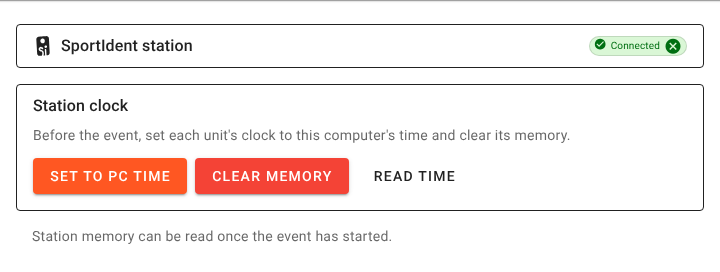 SportIdent station
Connected
Station clock
Before the event, set each unit's clock to this computer's time and clear its memory.
SET TO PC TIME
CLEAR MEMORY
READ TIME
Station memory can be read once the event has started.